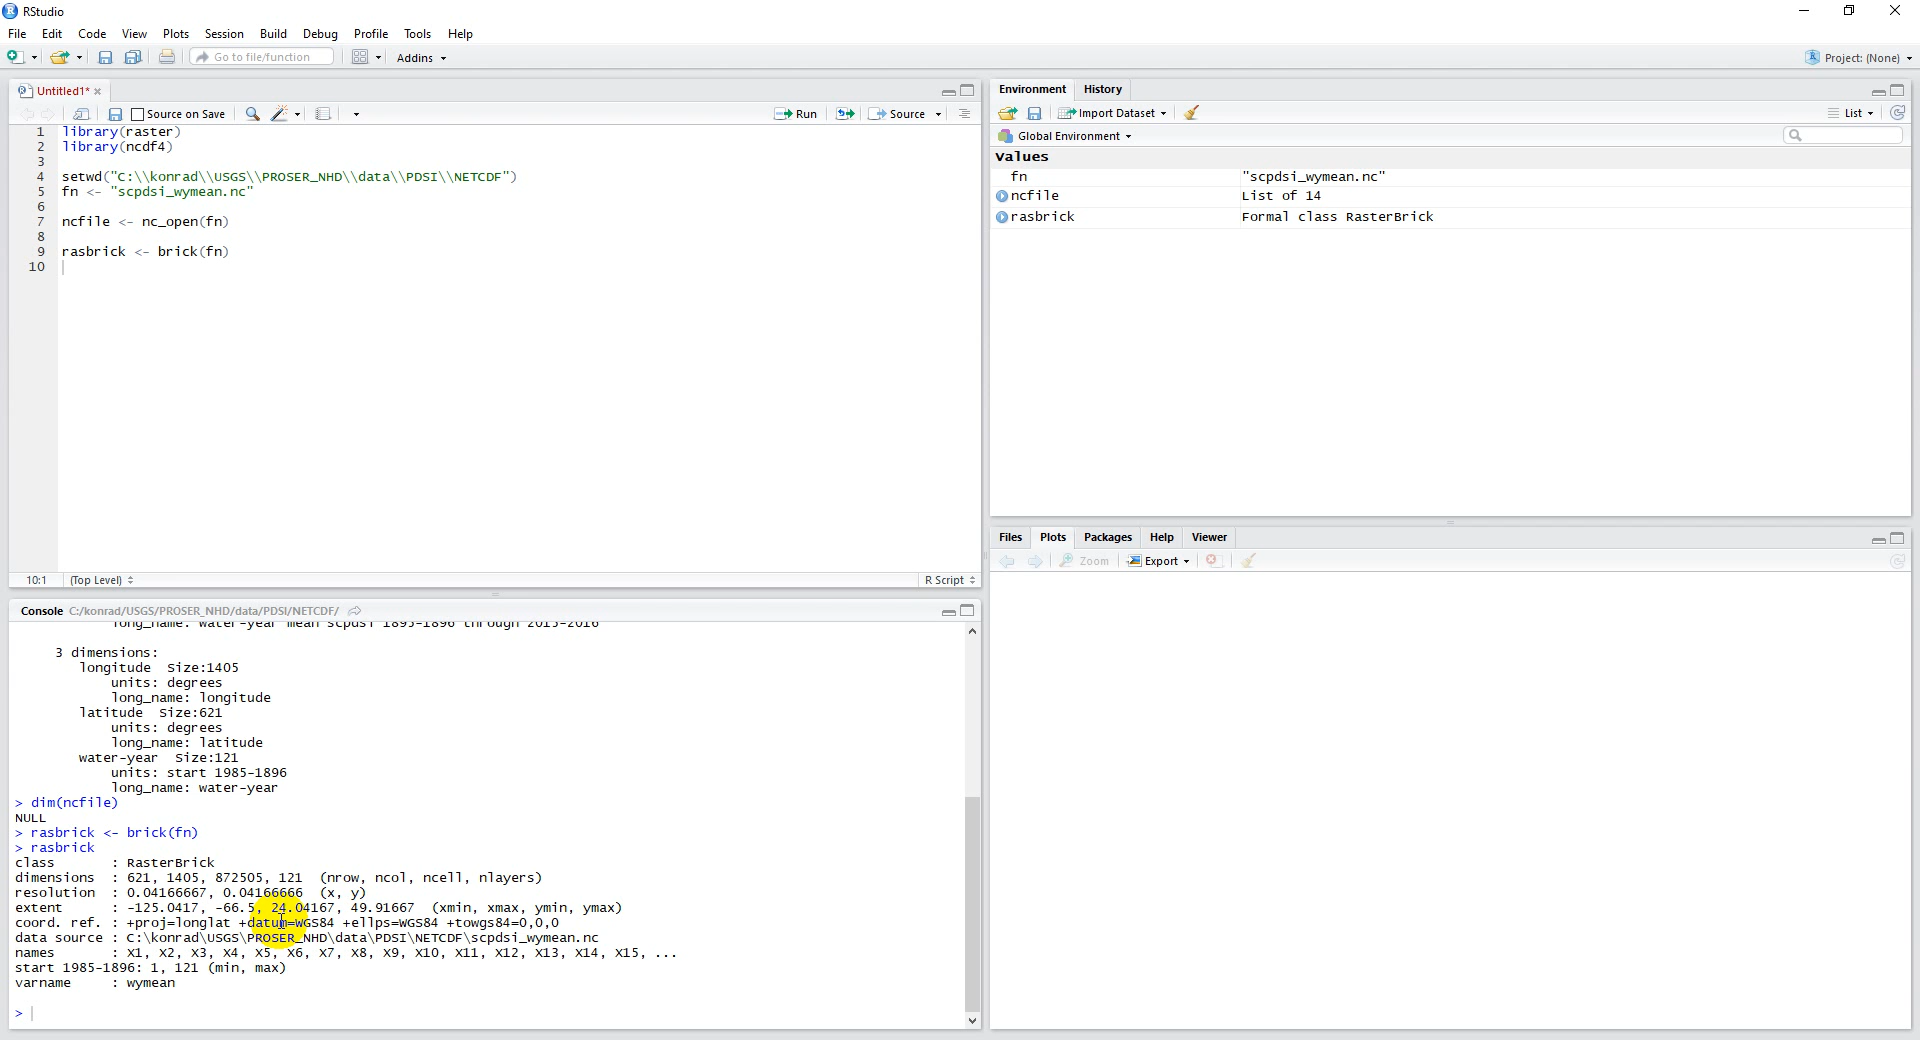 RStudio
File Edit Code View Plots Session Build Debug Profile Tools Help
Go to file/function Addins Project: (None)
Untitled1*
Source on Save Run Source
1 library(raster)
2 library(ncdf4)
3
4 setwd("C:\\konrad\\USGS\\PROSER_NHD\\data\\PDSI\\NETCDF")
5 fn <- "scpdsi_wymean.nc"
6
7 ncfile <- nc_open(fn)
8
9 rasbrick <- brick(fn)
10
10:1 (Top Level) R Script
Console C:/konrad/USGS/PROSER_NHD/data/PDSI/NETCDF/
long_name: water-year mean scpdsi 1895-1896 through 2015-2016
3 dimensions:
longitude Size:1405
units: degrees
long_name: longitude
latitude Size:621
units: degrees
long_name: latitude
water-year Size:121
units: start 1985-1896
long_name: water-year
> dim(ncfile)
NULL
> rasbrick <- brick(fn)
> rasbrick
class : RasterBrick
dimensions : 621, 1405, 872505, 121 (nrow, ncol, ncell, nlayers)
resolution : 0.04166667, 0.04166666 (x, y)
extent : -125.0417, -66.5, 24.04167, 49.91667 (xmin, xmax, ymin, ymax)
coord. ref. : +proj=longlat +datum=WGS84 +ellps=WGS84 +towgs84=0,0,0
data source : C:\konrad\USGS\PROSER_NHD\data\PDSI\NETCDF\scpdsi_wymean.nc
names : X1, X2, X3, X4, X5, X6, X7, X8, X9, X10, X11, X12, X13, X14, X15, ...
start 1985-1896: 1, 121 (min, max)
varname : wymean
>
Environment History
Import Dataset List
Global Environment
Values
fn "scpdsi_wymean.nc"
ncfile List of 14
rasbrick Formal class RasterBrick
Files Plots Packages Help Viewer
Zoom Export